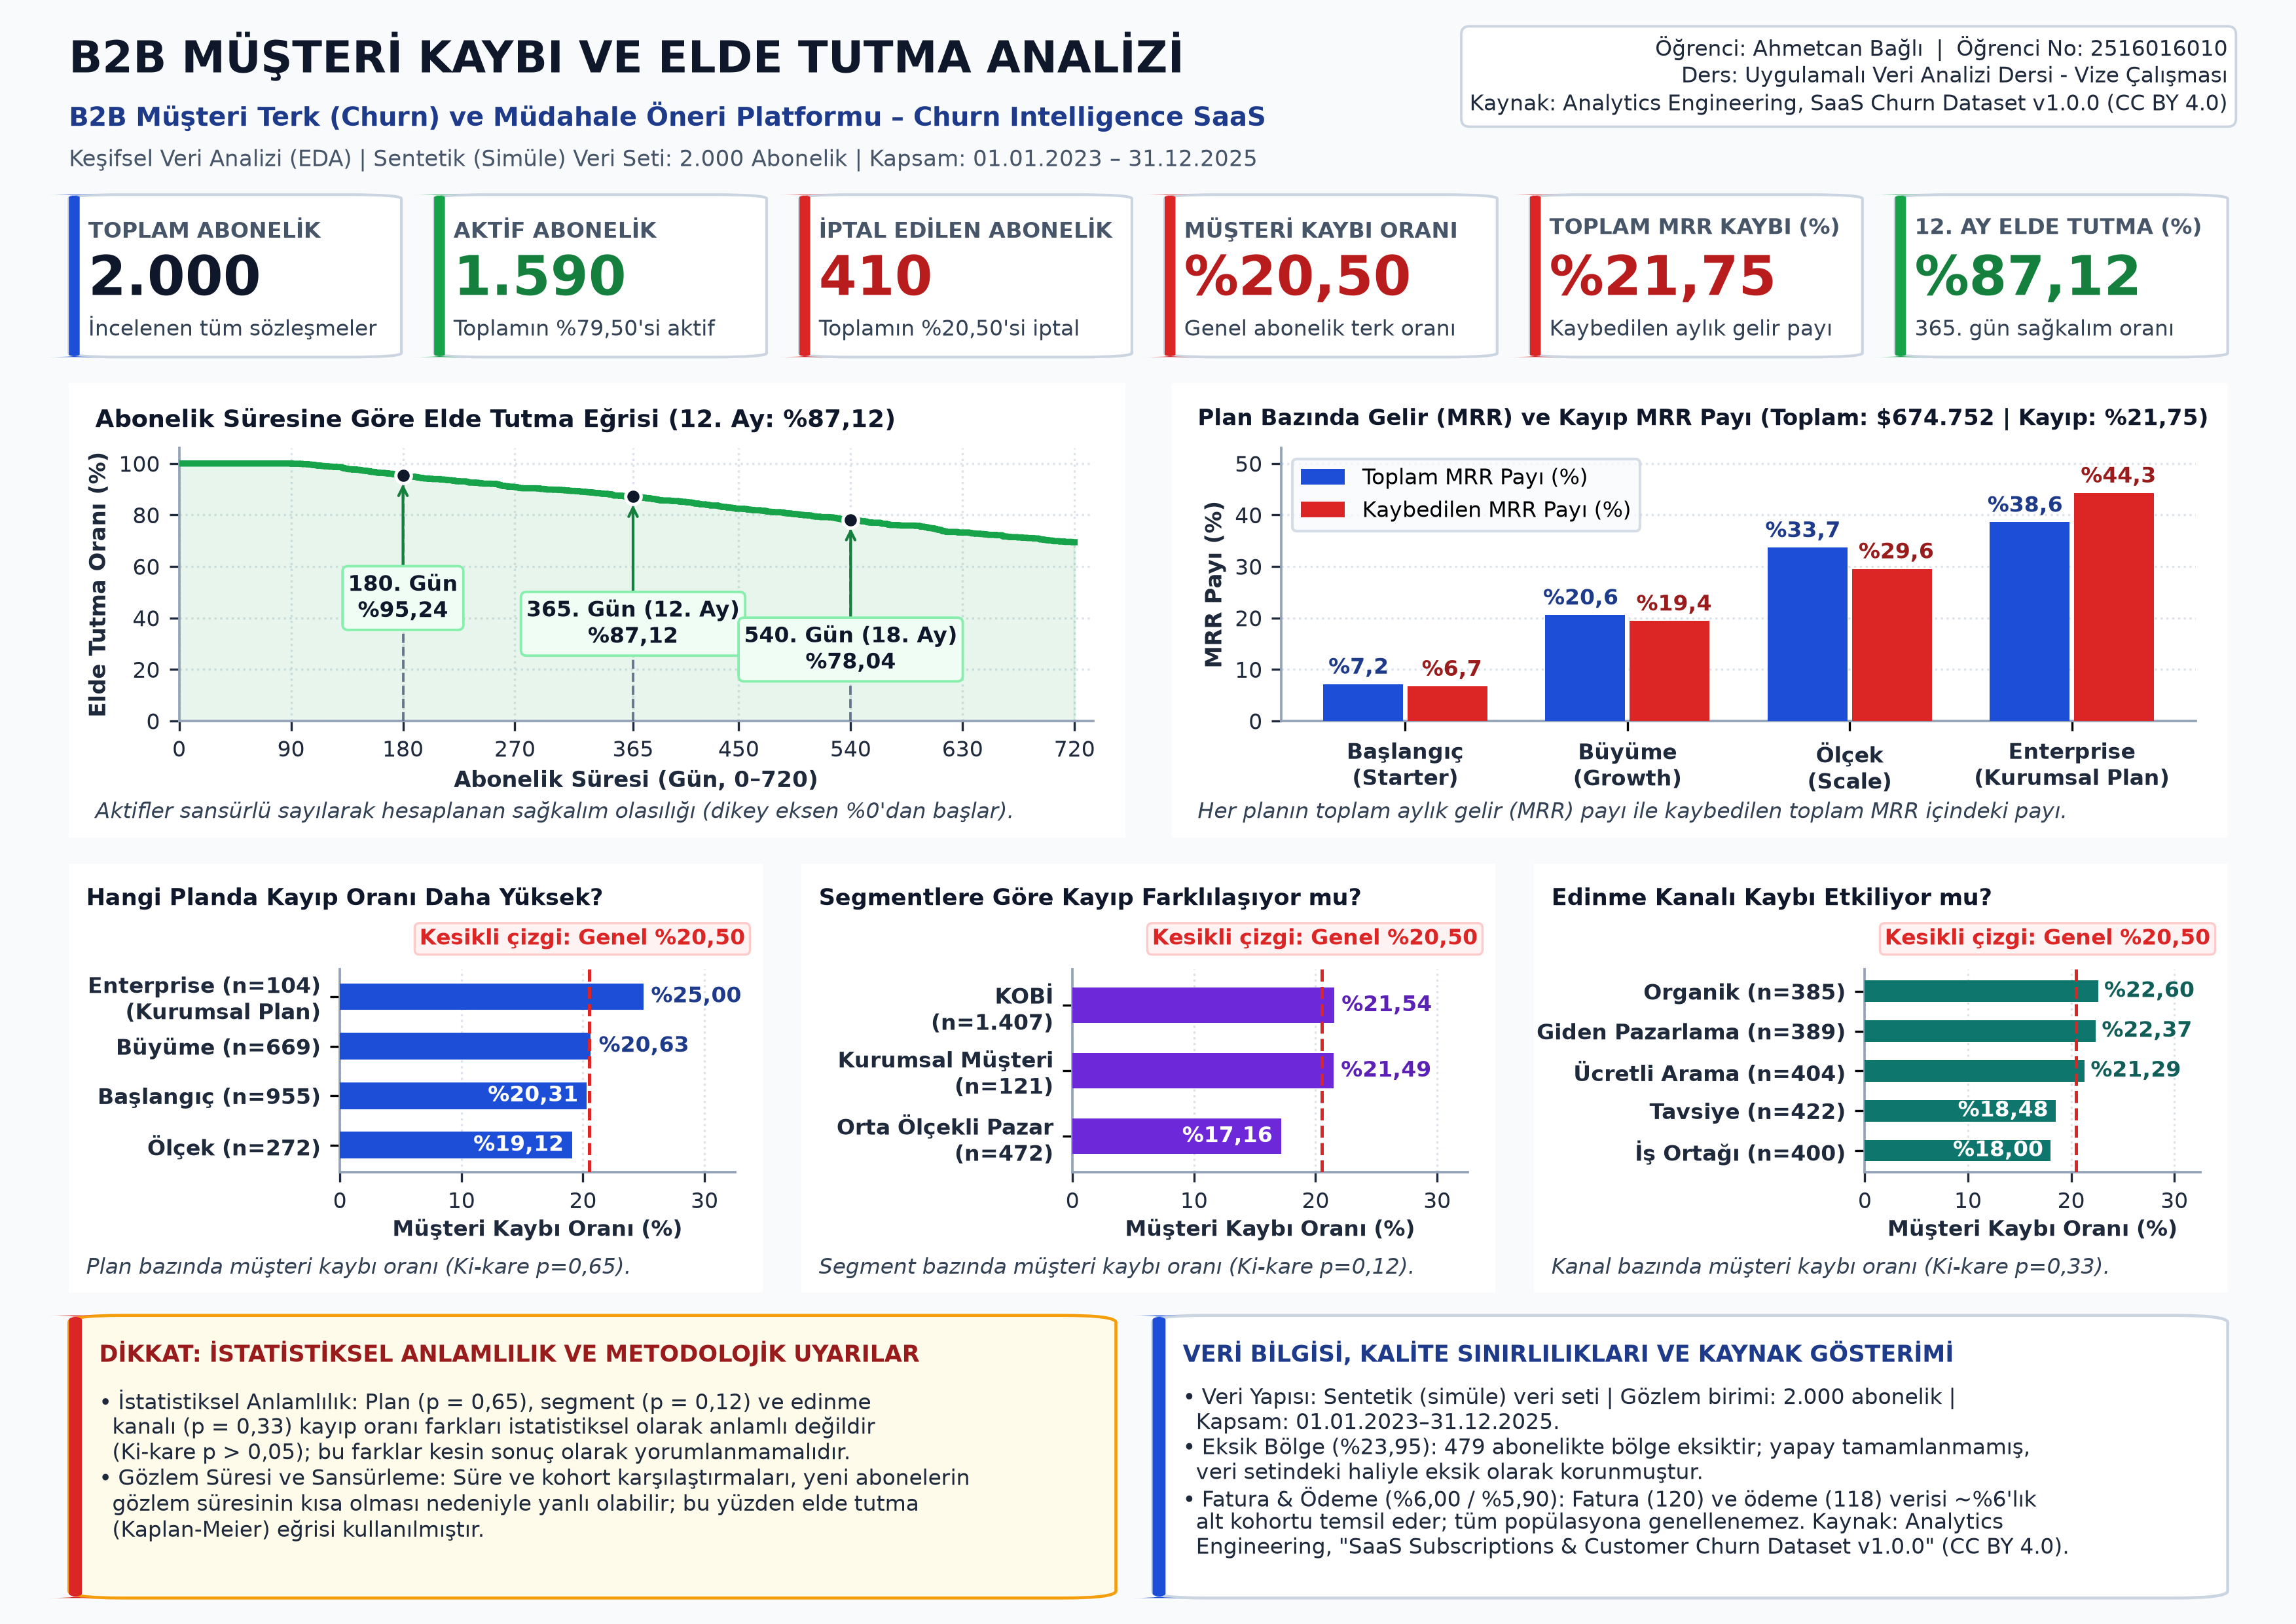 B2B MÜŞTERİ KAYBI VE ELDE TUTMA ANALİZİ
B2B Müşteri Terk (Churn) ve Müdahale Öneri Platformu – Churn Intelligence SaaS
Keşifsel Veri Analizi (EDA) | Sentetik (Simüle) Veri Seti: 2.000 Abonelik | Kapsam: 01.01.2023 – 31.12.2025
Öğrenci: Ahmetcan Bağlı | Öğrenci No: 2516016010
Ders: Uygulamalı Veri Analizi Dersi - Vize Çalışması
Kaynak: Analytics Engineering, SaaS Churn Dataset v1.0.0 (CC BY 4.0)
TOPLAM ABONELİK
2.000
İncelenen tüm sözleşmeler
AKTİF ABONELİK
1.590
Toplamın %79,50'si aktif
İPTAL EDİLEN ABONELİK
410
Toplamın %20,50'si iptal
MÜŞTERİ KAYBI ORANI
%20,50
Genel abonelik terk oranı
TOPLAM MRR KAYBI (%)
%21,75
Kaybedilen aylık gelir payı
12. AY ELDE TUTMA (%)
%87,12
365. gün sağkalım oranı
Abonelik Süresine Göre Elde Tutma Eğrisi (12. Ay: %87,12)
Elde Tutma Oranı (%)
100
80
60
40
20
0
180. Gün
%95,24
365. Gün (12. Ay)
%87,12
540. Gün (18. Ay)
%78,04
0 90 180 270 365 450 540 630 720
Abonelik Süresi (Gün, 0–720)
Aktifler sansürlü sayılarak hesaplanan sağkalım olasılığı (dikey eksen %0'dan başlar).
Plan Bazında Gelir (MRR) ve Kayıp MRR Payı (Toplam: $674.752 | Kayıp: %21,75)
MRR Payı (%)
50
40
30
20
10
0
Toplam MRR Payı (%)
Kaybedilen MRR Payı (%)
%7,2 %6,7
%20,6 %19,4
%33,7 %29,6
%38,6 %44,3
Başlangıç
(Starter)
Büyüme
(Growth)
Ölçek
(Scale)
Enterprise
(Kurumsal Plan)
Her planın toplam aylık gelir (MRR) payı ile kaybedilen toplam MRR içindeki payı.
Hangi Planda Kayıp Oranı Daha Yüksek?
Kesikli çizgi: Genel %20,50
Enterprise (n=104)
(Kurumsal Plan)
%25,00
Büyüme (n=669) %20,63
Başlangıç (n=955) %20,31
Ölçek (n=272) %19,12
0 10 20 30
Müşteri Kaybı Oranı (%)
Plan bazında müşteri kaybı oranı (Ki-kare p=0,65).
Segmentlere Göre Kayıp Farklılaşıyor mu?
Kesikli çizgi: Genel %20,50
KOBİ
(n=1.407)
%21,54
Kurumsal Müşteri
(n=121)
%21,49
Orta Ölçekli Pazar
(n=472)
%17,16
0 10 20 30
Müşteri Kaybı Oranı (%)
Segment bazında müşteri kaybı oranı (Ki-kare p=0,12).
Edinme Kanalı Kaybı Etkiliyor mu?
Kesikli çizgi: Genel %20,50
Organik (n=385) %22,60
Giden Pazarlama (n=389) %22,37
Ücretli Arama (n=404) %21,29
Tavsiye (n=422) %18,48
İş Ortağı (n=400) %18,00
0 10 20 30
Müşteri Kaybı Oranı (%)
Kanal bazında müşteri kaybı oranı (Ki-kare p=0,33).
DİKKAT: İSTATİSTİKSEL ANLAMLILIK VE METODOLOJİK UYARILAR
• İstatistiksel Anlamlılık: Plan (p = 0,65), segment (p = 0,12) ve edinme
kanalı (p = 0,33) kayıp oranı farkları istatistiksel olarak anlamlı değildir
(Ki-kare p > 0,05); bu farklar kesin sonuç olarak yorumlanmamalıdır.
• Gözlem Süresi ve Sansürleme: Süre ve kohort karşılaştırmaları, yeni abonelerin
gözlem süresinin kısa olması nedeniyle yanlı olabilir; bu yüzden elde tutma
(Kaplan-Meier) eğrisi kullanılmıştır.
VERİ BİLGİSİ, KALİTE SINIRLILIKLARI VE KAYNAK GÖSTERİMİ
• Veri Yapısı: Sentetik (simüle) veri seti | Gözlem birimi: 2.000 abonelik |
Kapsam: 01.01.2023–31.12.2025.
• Eksik Bölge (%23,95): 479 abonelikte bölge eksiktir; yapay tamamlanmamış,
veri setindeki haliyle eksik olarak korunmuştur.
• Fatura & Ödeme (%6,00 / %5,90): Fatura (120) ve ödeme (118) verisi ~%6'lık
alt kohortu temsil eder; tüm popülasyona genellenemez. Kaynak: Analytics
Engineering, "SaaS Subscriptions & Customer Churn Dataset v1.0.0" (CC BY 4.0).